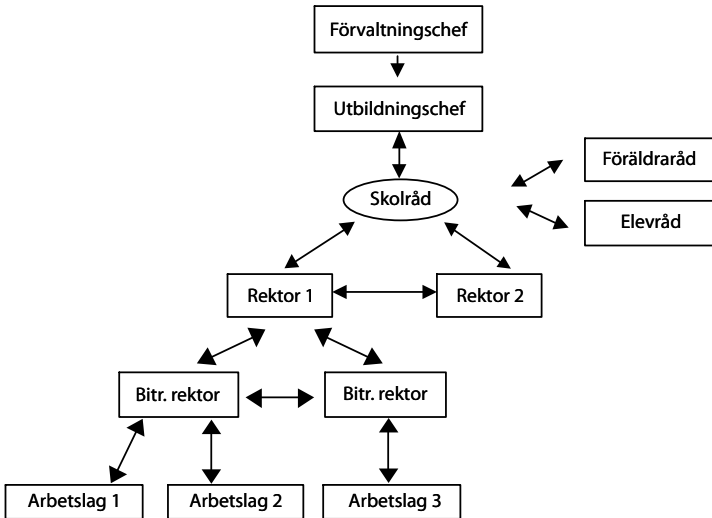 Förvaltningschef
Utbildningschef
Föräldraråd
Skolråd
Elevråd
Rektor 1
Rektor 2
Bitr. rektor
Bitr. rektor
Arbetslag 1
Arbetslag 2
Arbetslag 3